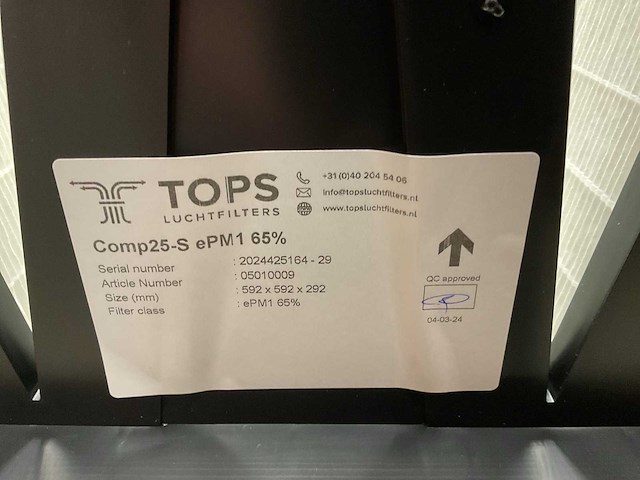 TOPS
LUCHTFILTERS
+31 (0)40 204 54 06
info@topsluchtfilters.nl
www.topsluchtfilters.nl
Comp25-S ePM1 65%
Serial number : 2024425164 - 29
Article Number : 05010009
Size (mm) : 592 x 592 x 292
Filter class : ePM1 65%
QC approved
04-03-24